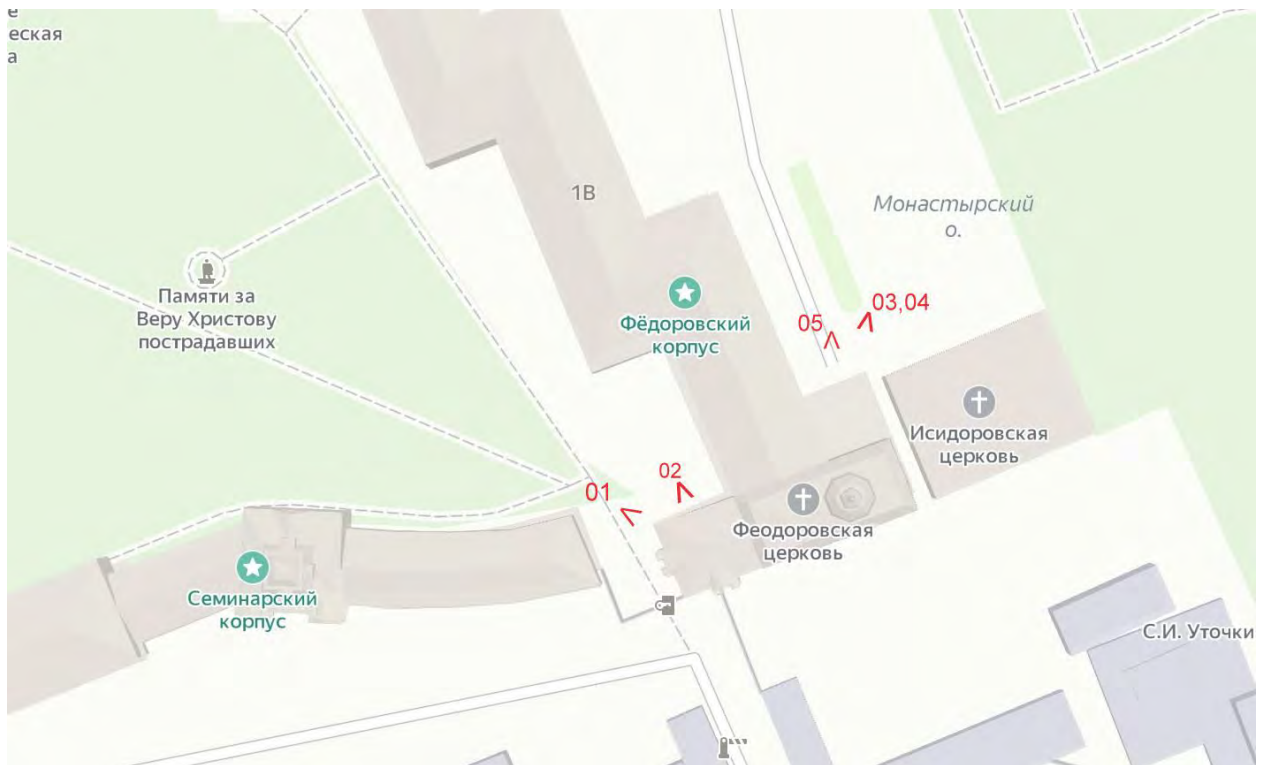 е
еская
а
1В
Монастырский
о.
Памяти за
Веру Христову
пострадавших
Фёдоровский
корпус
05
03,04
Исидоровская
церковь
01
02
Феодоровская
церковь
Семинарский
корпус
С.И. Уточки